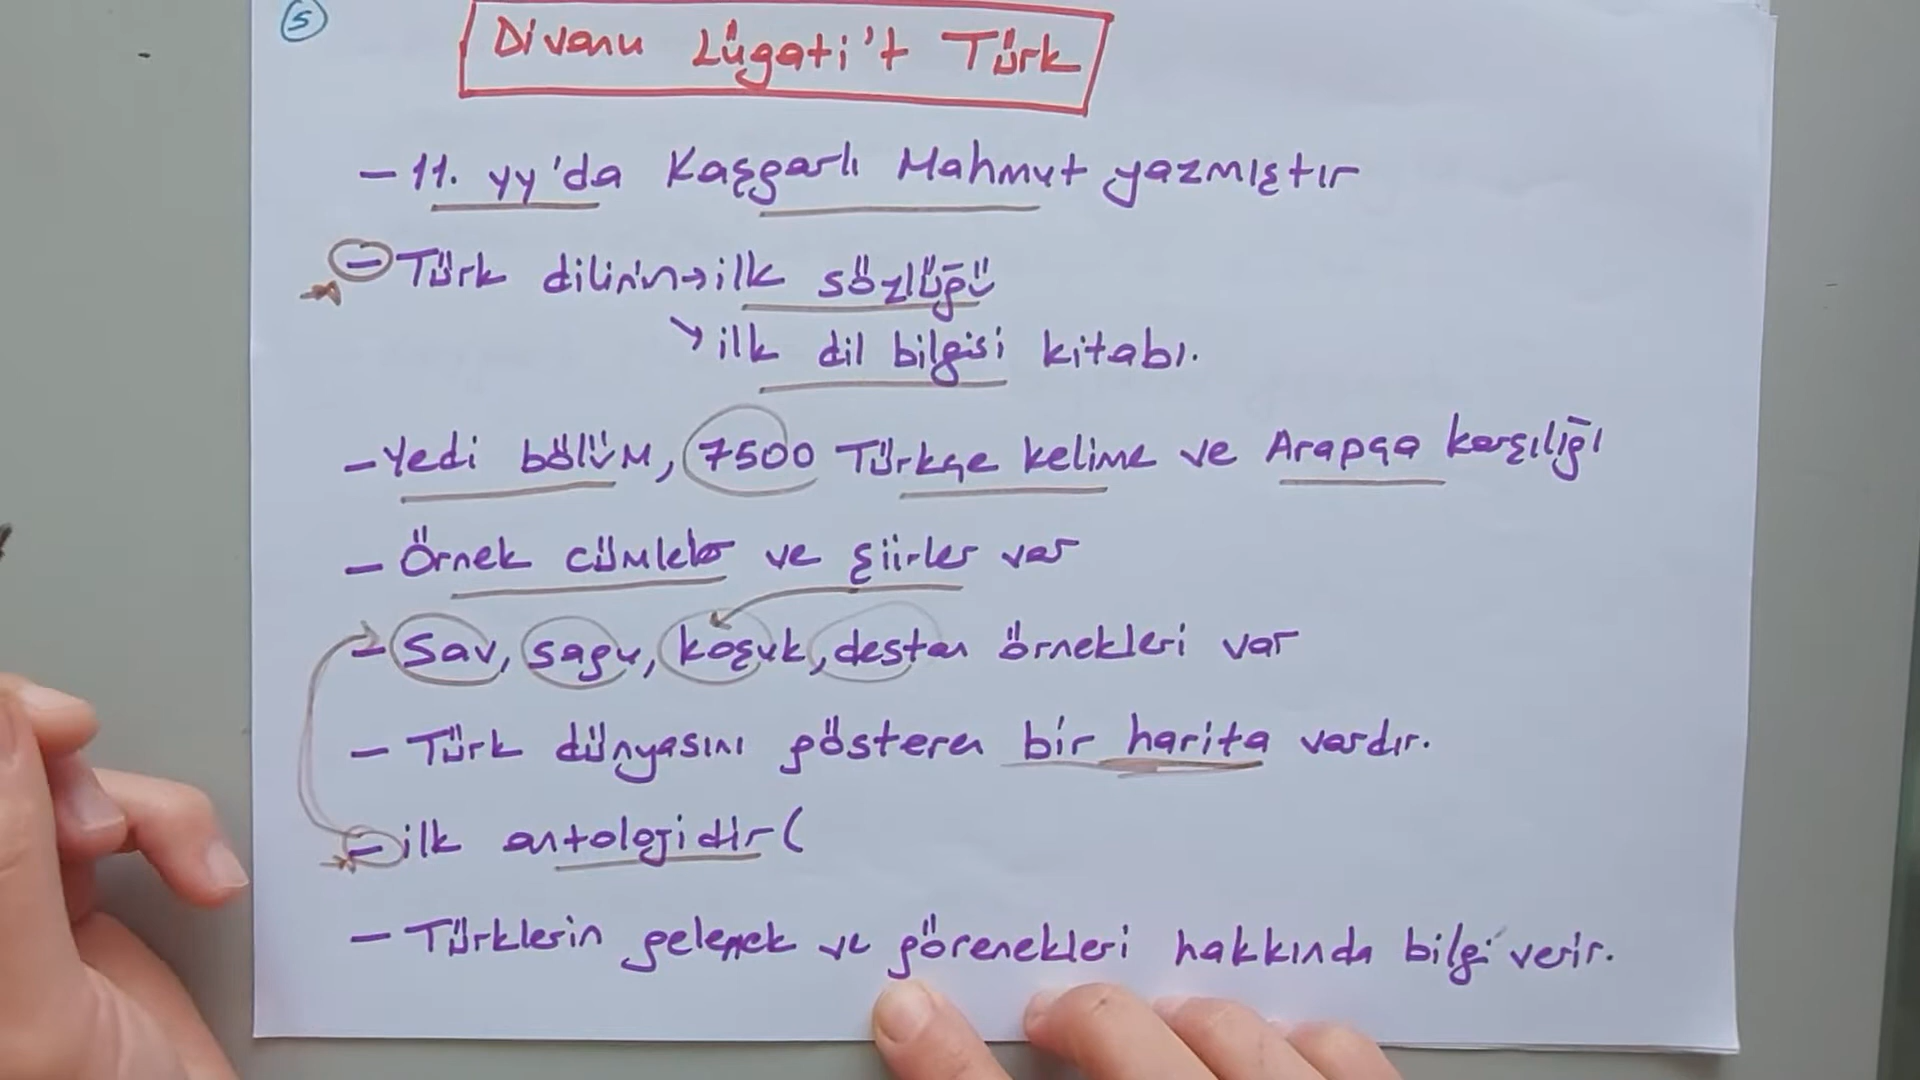 5
Divanu Lügati't Türk
- 11. yy'da Kaşgarlı Mahmut yazmıştır
- Türk dilinin → ilk sözlüğü
→ ilk dil bilgisi kitabı.
- Yedi bölüm, 7500 Türkçe kelime ve Arapça karşılığı
- Örnek cümleler ve şiirler var
- Sav, sagu, koşuk, destan örnekleri var
- Türk dünyasını gösteren bir harita vardır.
- ilk antolojidir (
- Türklerin gelenek ve görenekleri hakkında bilgi verir.